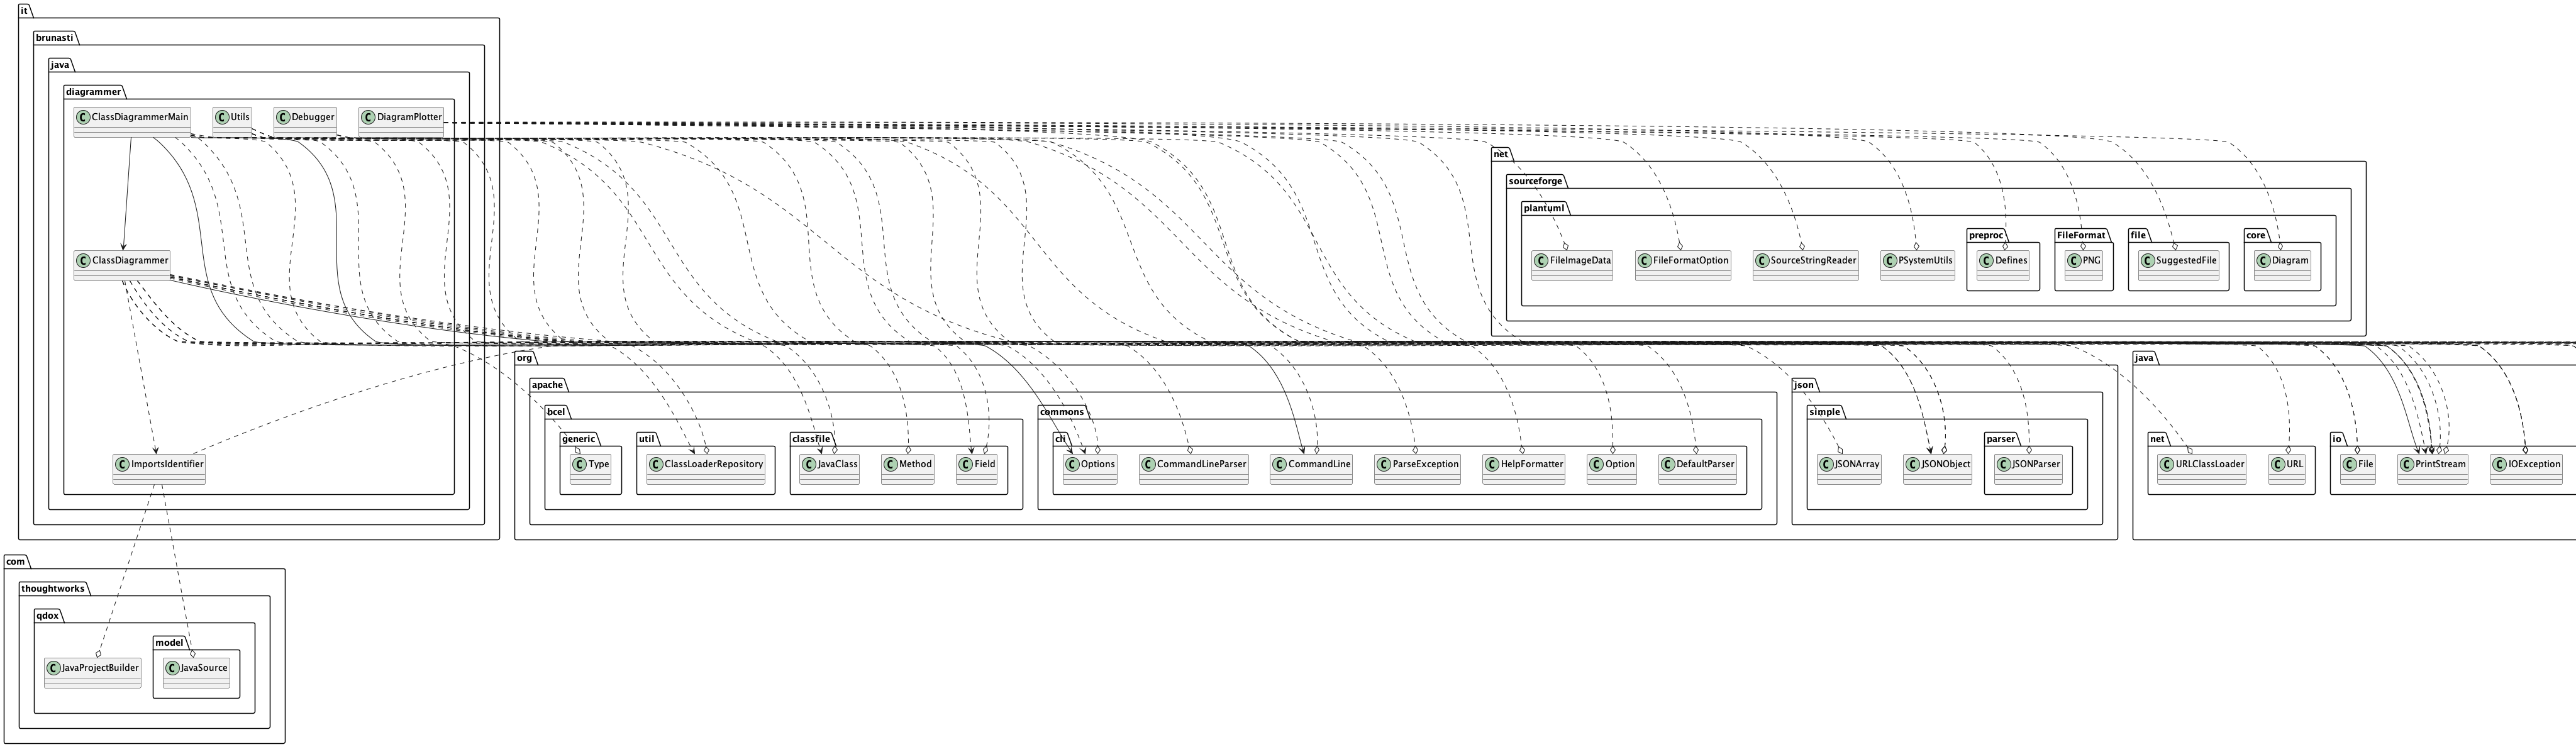 it
brunasti
java
diagrammer
ClassDiagrammerMain
Utils
Debugger
DiagramPlotter
ClassDiagrammer
ImportsIdentifier
net
sourceforge
plantuml
FileImageData
FileFormatOption
SourceStringReader
PSystemUtils
preproc
Defines
FileFormat
PNG
file
SuggestedFile
core
Diagram
org
apache
bcel
generic
Type
util
ClassLoaderRepository
classfile
JavaClass
Method
Field
commons
cli
Options
CommandLineParser
CommandLine
ParseException
HelpFormatter
Option
DefaultParser
json
simple
JSONArray
JSONObject
parser
JSONParser
java
net
URLClassLoader
URL
io
File
PrintStream
IOException
com
thoughtworks
qdox
JavaProjectBuilder
model
JavaSource